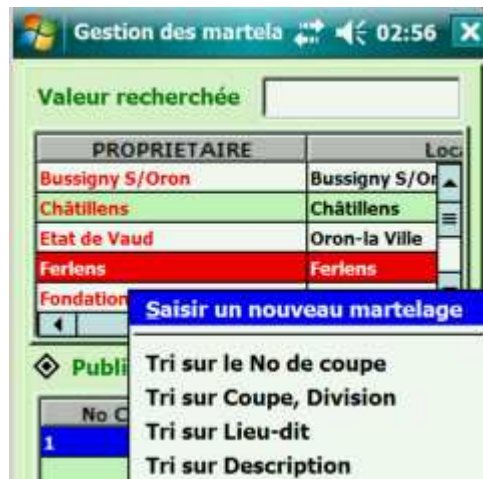 Gestion des martela 02:56
Valeur recherchée
PROPRIETAIRE Loc
Bussigny S/Oron Bussigny S/Or
Châtillens Châtillens
Etat de Vaud Oron-la Ville
Ferlens Ferlens
Fondation
Saisir un nouveau martelage
Publi
Tri sur le No de coupe
Tri sur Coupe, Division
No C
Tri sur Lieu-dit
1
Tri sur Description